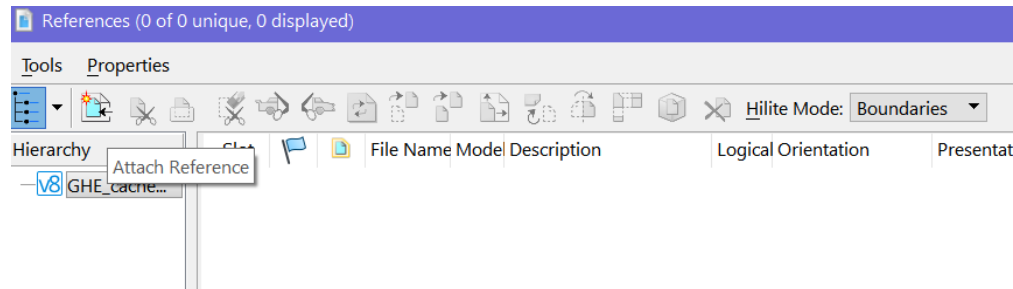 References (0 of 0 unique, 0 displayed)
Tools Properties
Hilite Mode: Boundaries
Hierarchy Slot File Name Model Description Logical Orientation Presentat
Attach Reference
V8 GHE_cache...